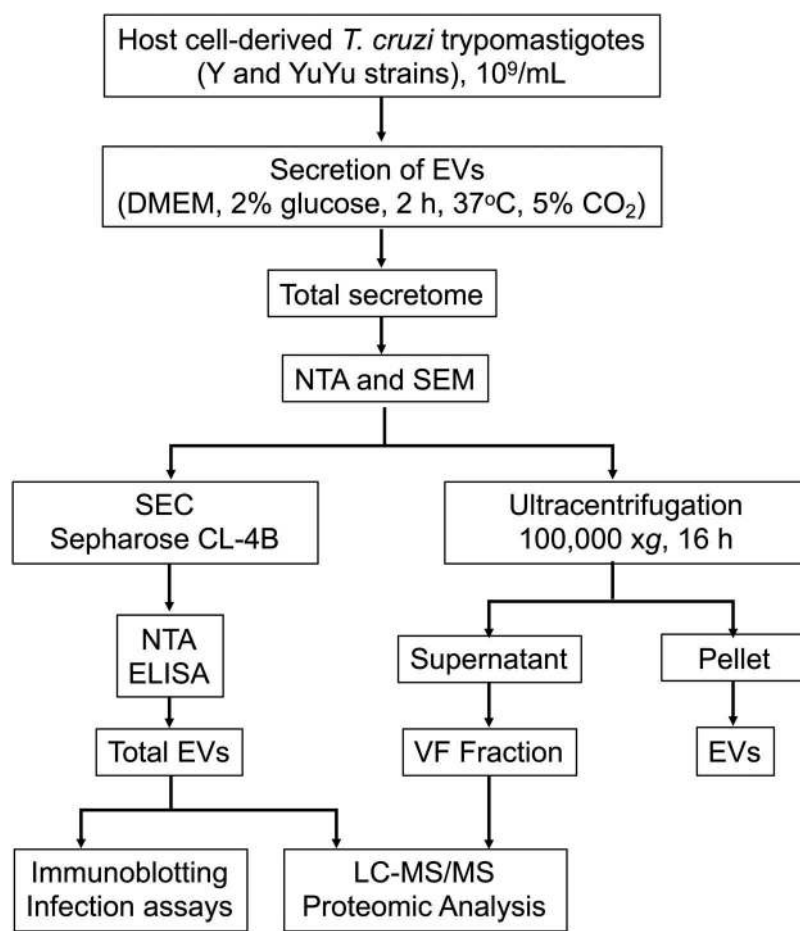 Host cell-derived T. cruzi trypomastigotes
(Y and YuYu strains), 10⁹/mL
Secretion of EVs
(DMEM, 2% glucose, 2 h, 37ºC, 5% CO₂)
Total secretome
NTA and SEM
SEC
Sepharose CL-4B
Ultracentrifugation
100,000 xg, 16 h
NTA
ELISA
Supernatant
Pellet
Total EVs
VF Fraction
EVs
Immunoblotting
Infection assays
LC-MS/MS
Proteomic Analysis